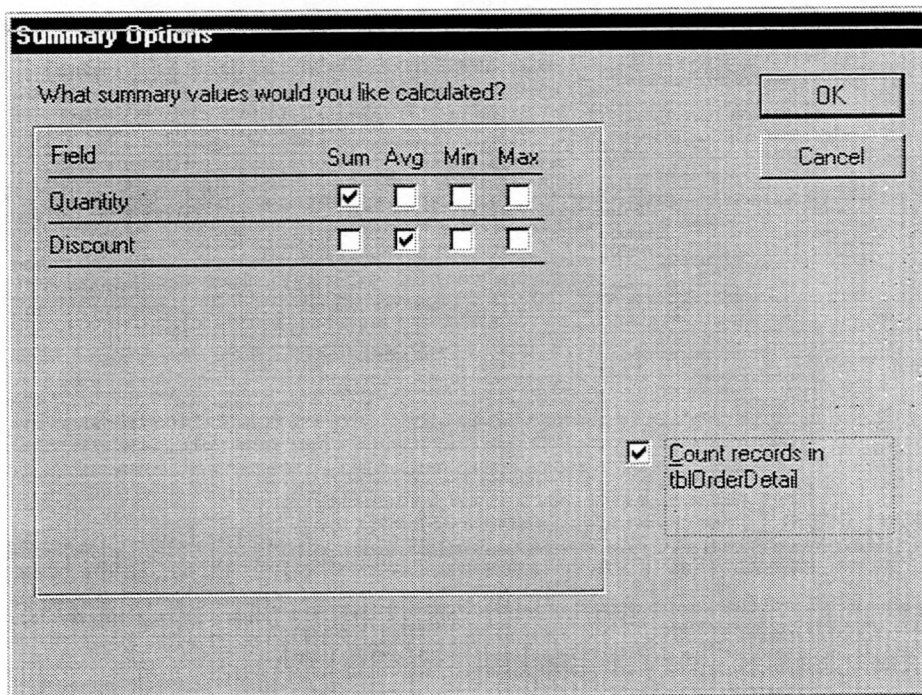 Summary Options
What summary values would you like calculated?
OK
Cancel
Field Sum Avg Min Max
Quantity
Discount
Count records in
tblOrderDetail